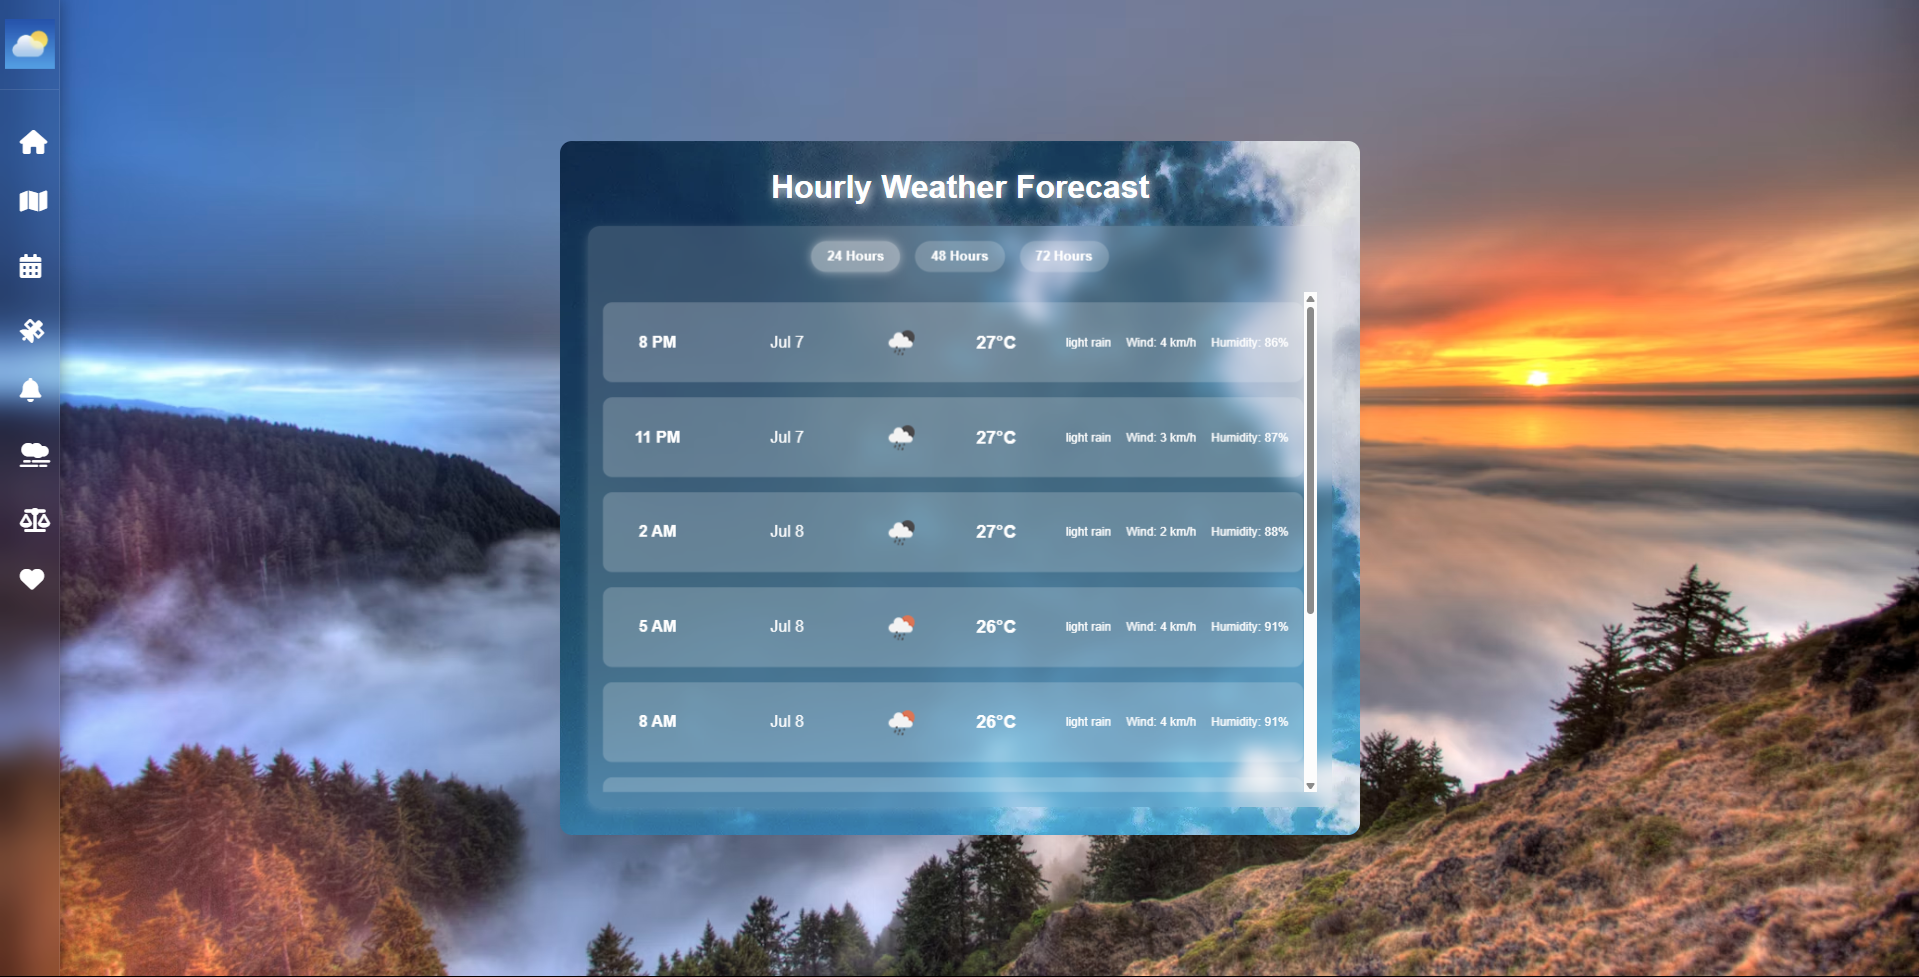 Hourly Weather Forecast
24 Hours 48 Hours 72 Hours
8 PM Jul 7 27°C light rain Wind: 4 km/h Humidity: 86%
11 PM Jul 7 27°C light rain Wind: 3 km/h Humidity: 87%
2 AM Jul 8 27°C light rain Wind: 2 km/h Humidity: 88%
5 AM Jul 8 26°C light rain Wind: 4 km/h Humidity: 91%
8 AM Jul 8 26°C light rain Wind: 4 km/h Humidity: 91%